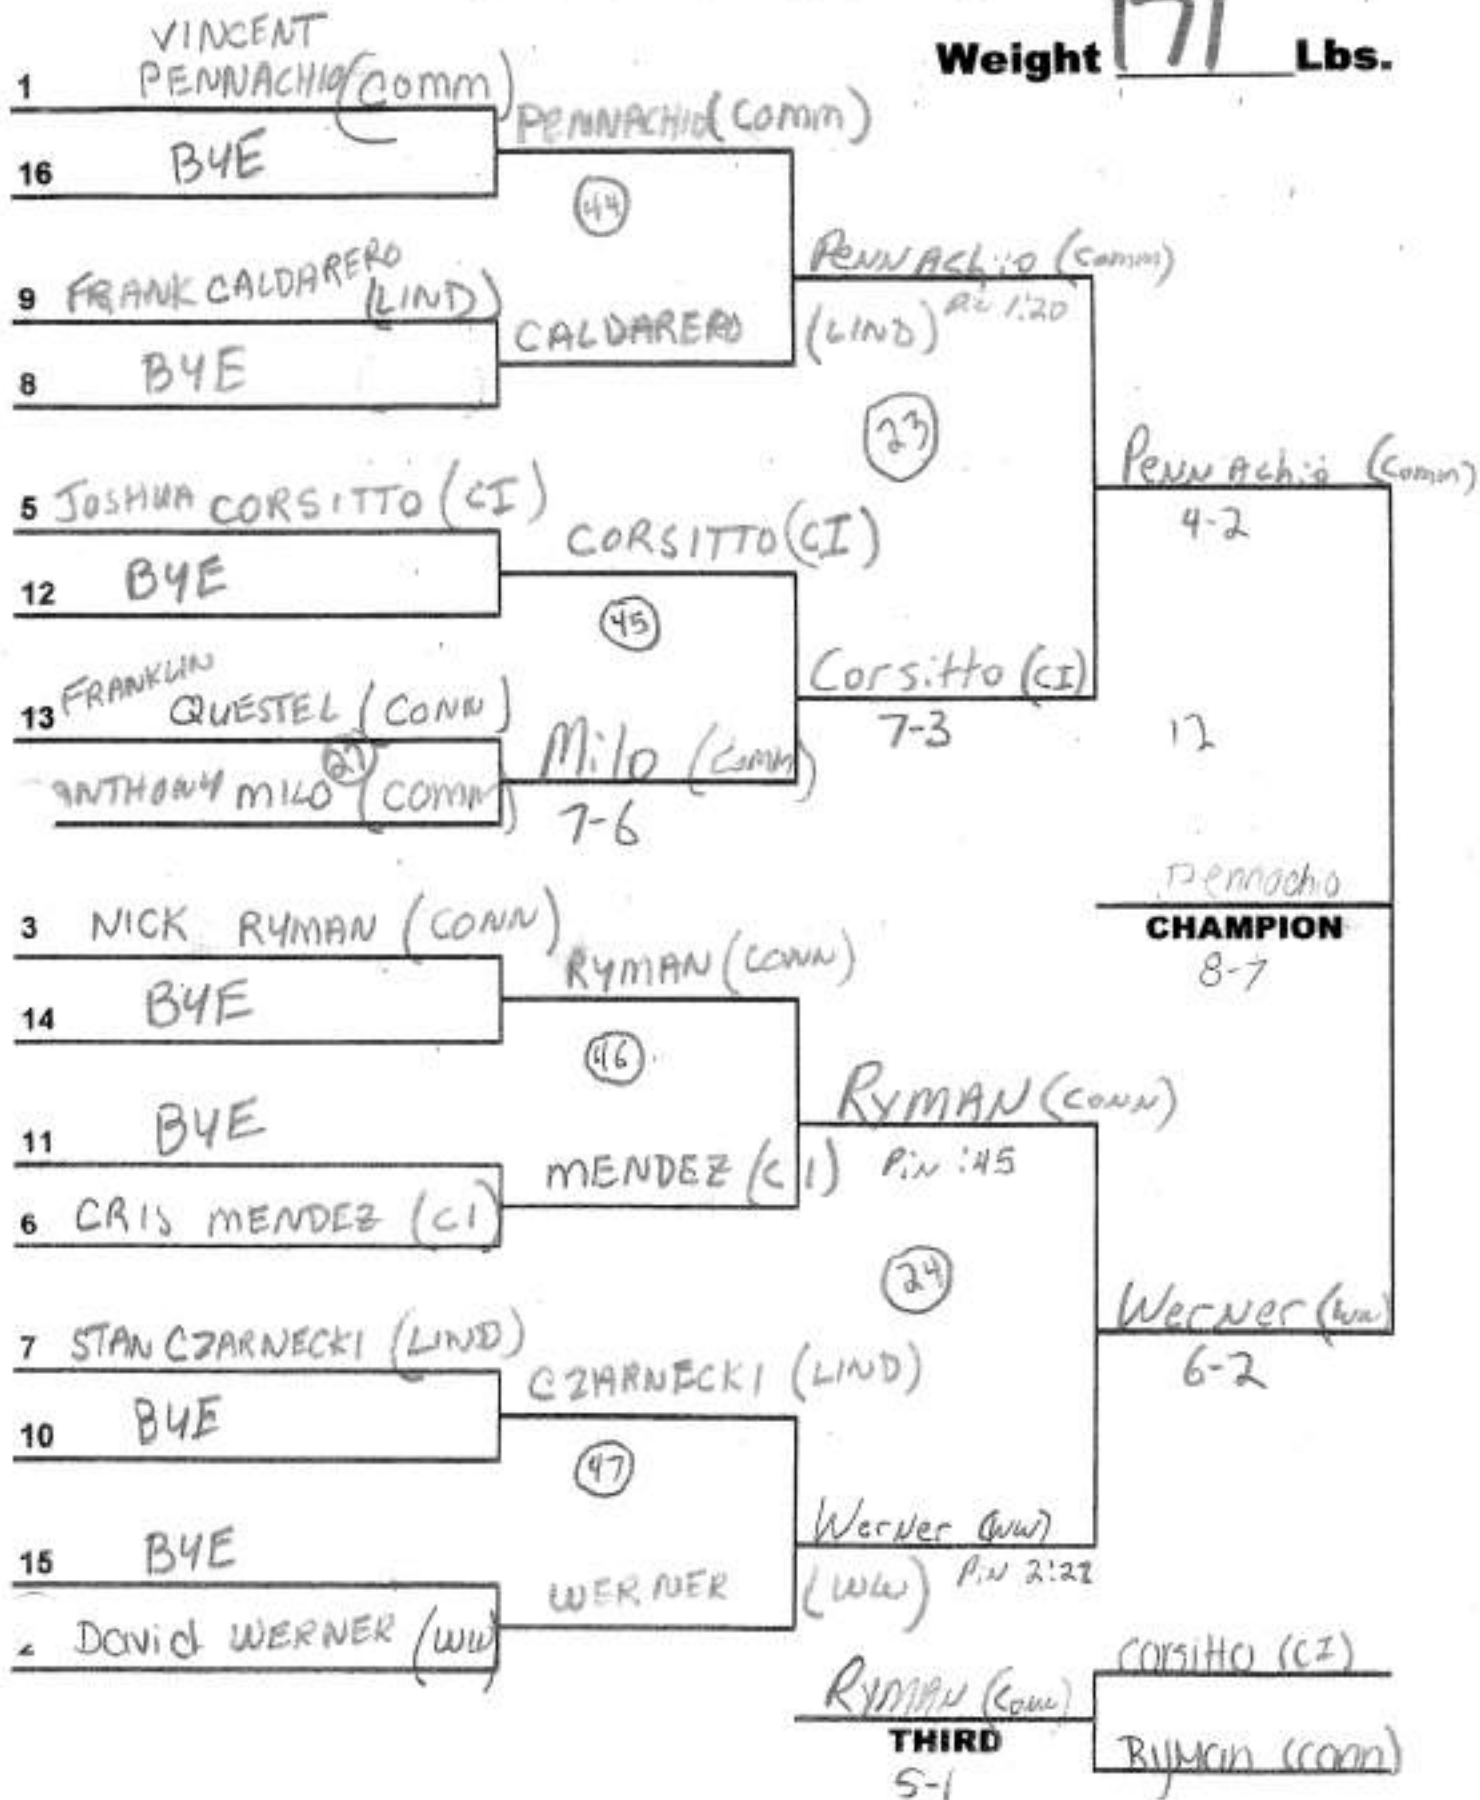 Weight 171 Lbs.
VINCENT
1 PENNACHIO (COMM)
16 BYE
PENNACHIO (COMM)
44
9 FRANK CALDARERO
(LIND)
8 BYE
CALDARERO (LIND)
PENNAChio (Comm)
1:20
23
5 JOSHUA CORSITTO (CI)
12 BYE
CORSITTO (CI)
45
13 FRANKLIN
QUESTEL (CONN)
27
ANTHONY MILO (COMM)
Milo (Comm)
7-6
Corsitto (CI)
7-3
PENNAChio (Comm)
4-2
12
3 NICK RYMAN (CONN)
14 BYE
RYMAN (CONN)
46
11 BYE
6 CRIS MENDEZ (CI)
MENDEZ (CI)
RYMAN (CONN)
PiN :45
24
7 STAN CZARNECKI (LIND)
10 BYE
CZARNECKI (LIND)
47
15 BYE
David WERNER (WW)
WERNER (WW)
WerNer (WW)
PiN
WerNer (WW)
6-2
Pennachio
CHAMPION
8-7
Corsitto (CI)
RyMan (conn)
RYMAN (Conn)
THIRD
5-1